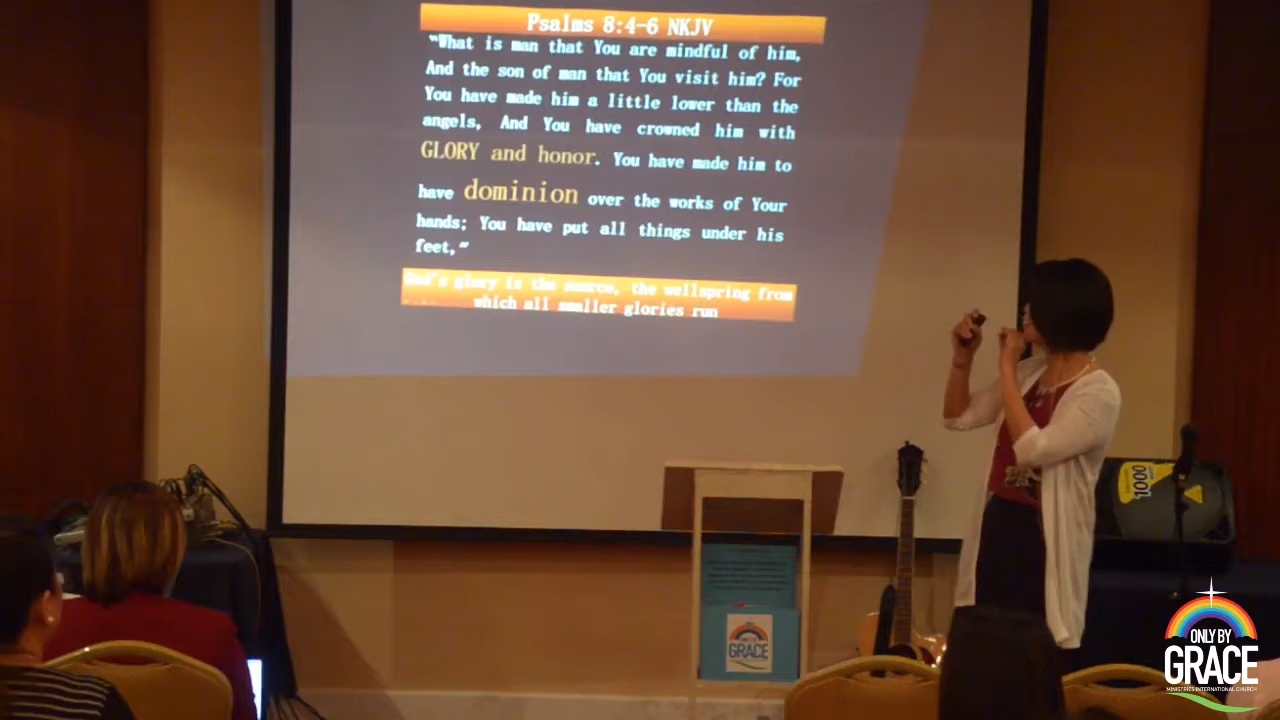 Psalms 8:4-6 NKJV
"What is man that You are mindful of him,
And the son of man that You visit him? For
You have made him a little lower than the
angels, And You have crowned him with
GLORY and honor. You have made him to
have dominion over the works of Your
hands; You have put all things under his
feet,"
God's glory is the source, the wellspring from
which all smaller glories run
1000
GRACE
ONLY BY
GRACE
MINISTRIES INTERNATIONAL CHURCH